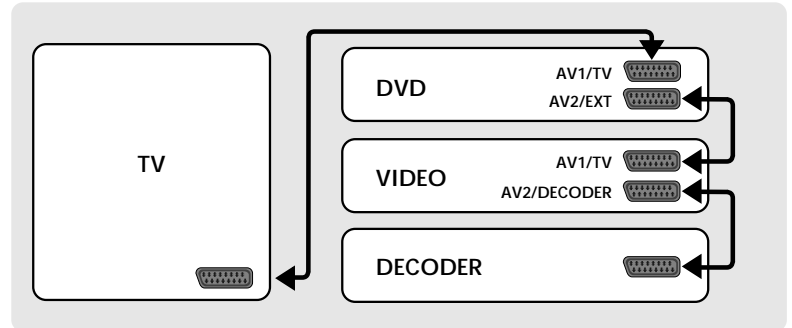 TV
DVD
AV1/TV
AV2/EXT
VIDEO
AV1/TV
AV2/DECODER
DECODER